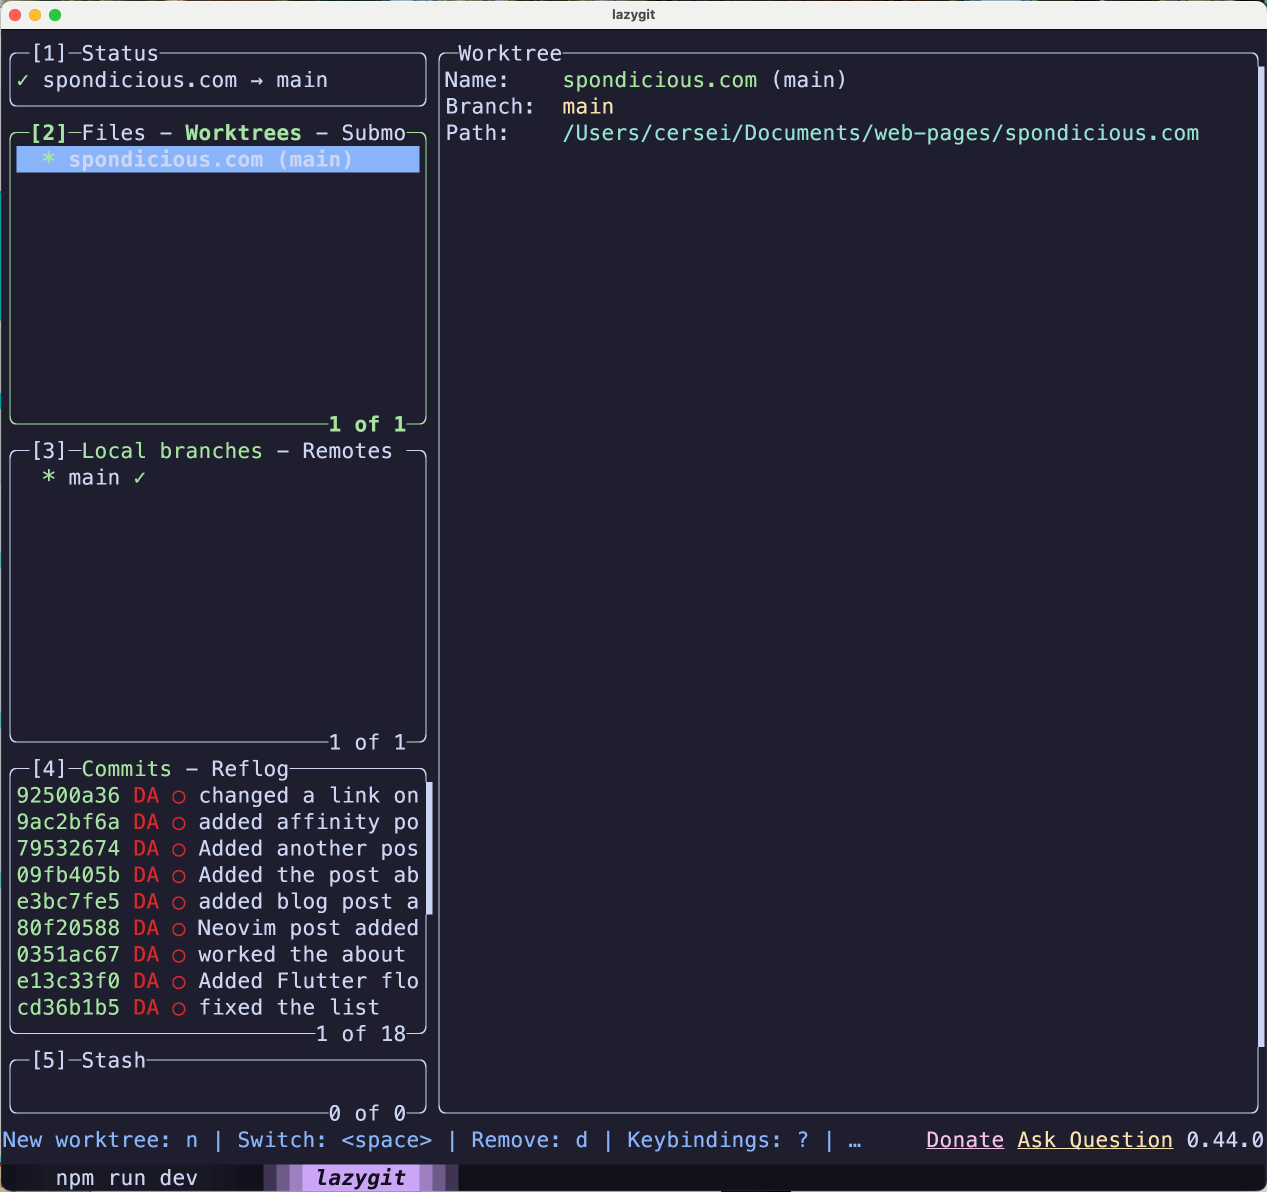 lazygit
[1]─Status
✓ spondicious.com → main
[2]─Files - Worktrees - Submo
* spondicious.com (main)
1 of 1
[3]─Local branches - Remotes
* main ✓
1 of 1
[4]─Commits - Reflog
92500a36 DA ○ changed a link on
9ac2bf6a DA ○ added affinity po
79532674 DA ○ Added another pos
09fb405b DA ○ Added the post ab
e3bc7fe5 DA ○ added blog post a
80f20588 DA ○ Neovim post added
0351ac67 DA ○ worked the about
e13c33f0 DA ○ Added Flutter flo
cd36b1b5 DA ○ fixed the list
1 of 18
[5]─Stash
0 of 0
Worktree
Name: spondicious.com (main)
Branch: main
Path: /Users/cersei/Documents/web-pages/spondicious.com
New worktree: n | Switch: <space> | Remove: d | Keybindings: ? | … Donate Ask Question 0.44.0
npm run dev lazygit